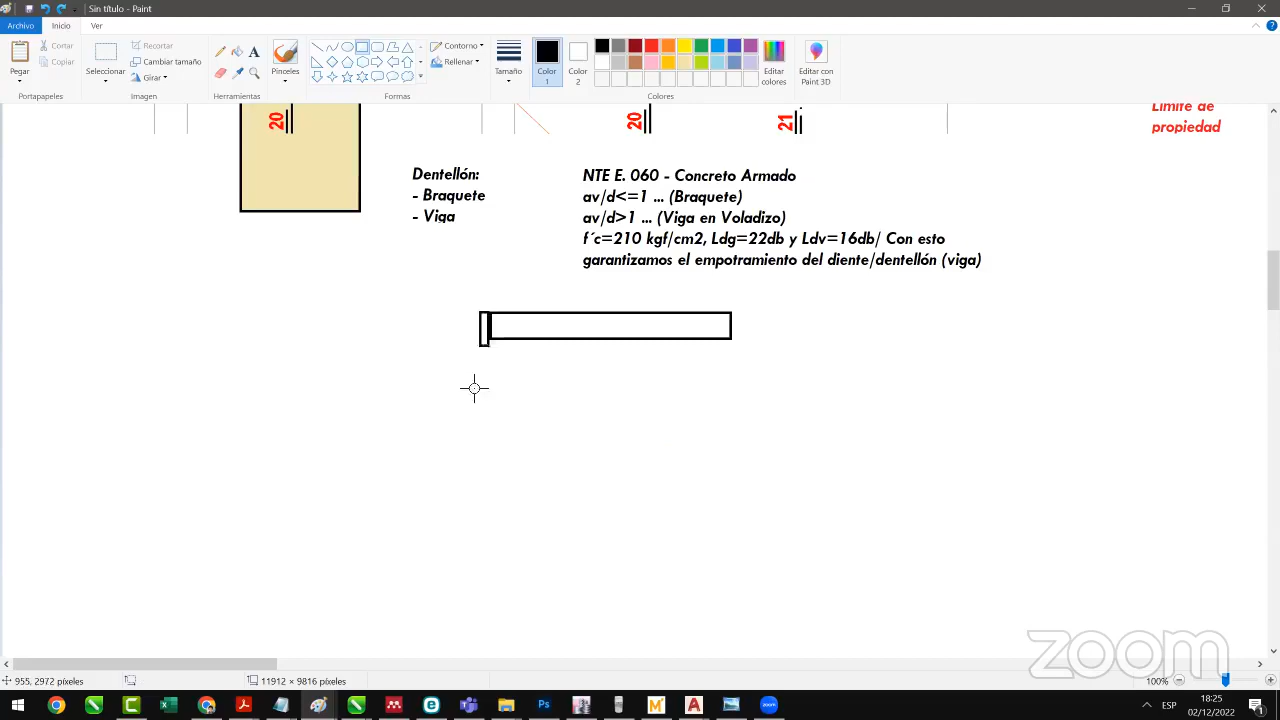 Sin título - Paint
Archivo
Inicio
Ver
Pegar
Cortar
Copiar
Portapapeles
Seleccionar
Recortar
Cambiar tamaño
Girar
Imagen
A
Herramientas
Pinceles
Contorno
Rellenar
Formas
Tamaño
Color 1
Color 2
Colores
Editar colores
Editar con Paint 3D
20
20
21
Límite de
propiedad
Dentellón:
- Braquete
- Viga
NTE E. 060 - Concreto Armado
av/d<=1 ... (Braquete)
av/d>1 ... (Viga en Voladizo)
f´c=210 kgf/cm2, Ldg=22db y Ldv=16db/ Con esto
garantizamos el empotramiento del diente/dentellón (viga)
zoom
955, 2972 píxeles
11912 × 9816 píxeles
100%
ESP
18:25
02/12/2022